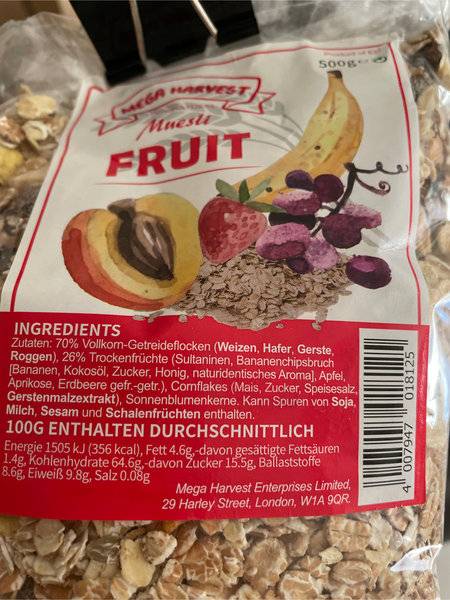 Product of EU
500g℮
MEGA HARVEST
Muesli
FRUIT
INGREDIENTS
Zutaten: 70% Vollkorn-Getreideflocken (Weizen, Hafer, Gerste,
Roggen), 26% Trockenfrüchte (Sultaninen, Bananenchipsbruch
[Bananen, Kokosöl, Zucker, Honig, naturidentisches Aroma], Apfel,
Aprikose, Erdbeere gefr.-getr.), Cornflakes (Mais, Zucker, Speisesalz,
Gerstenmalzextrakt), Sonnenblumenkerne. Kann Spuren von Soja,
Milch, Sesam und Schalenfrüchten enthalten.
100G ENTHALTEN DURCHSCHNITTLICH
Energie 1505 kJ (356 kcal), Fett 4.6g,-davon gesättigte Fettsäuren
1.4g, Kohlenhydrate 64.6g,-davon Zucker 15.5g, Ballaststoffe
8.6g, Eiweiß 9.8g, Salz 0.08g
Mega Harvest Enterprises Limited,
29 Harley Street, London, W1A 9QR.
4 007947 018125